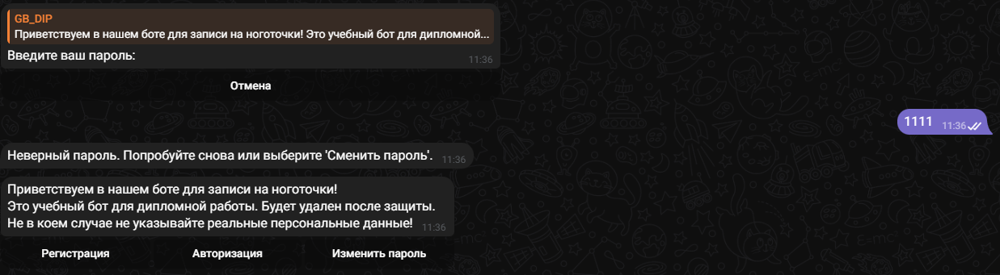 GB_DIP
Приветствуем в нашем боте для записи на ноготочки! Это учебный бот для дипломной...
Введите ваш пароль:
11:36
Отмена
1111 11:36
Неверный пароль. Попробуйте снова или выберите 'Сменить пароль'. 11:36
Приветствуем в нашем боте для записи на ноготочки!
Это учебный бот для дипломной работы. Будет удален после защиты.
Не в коем случае не указывайте реальные персональные данные! 11:36
Регистрация Авторизация Изменить пароль